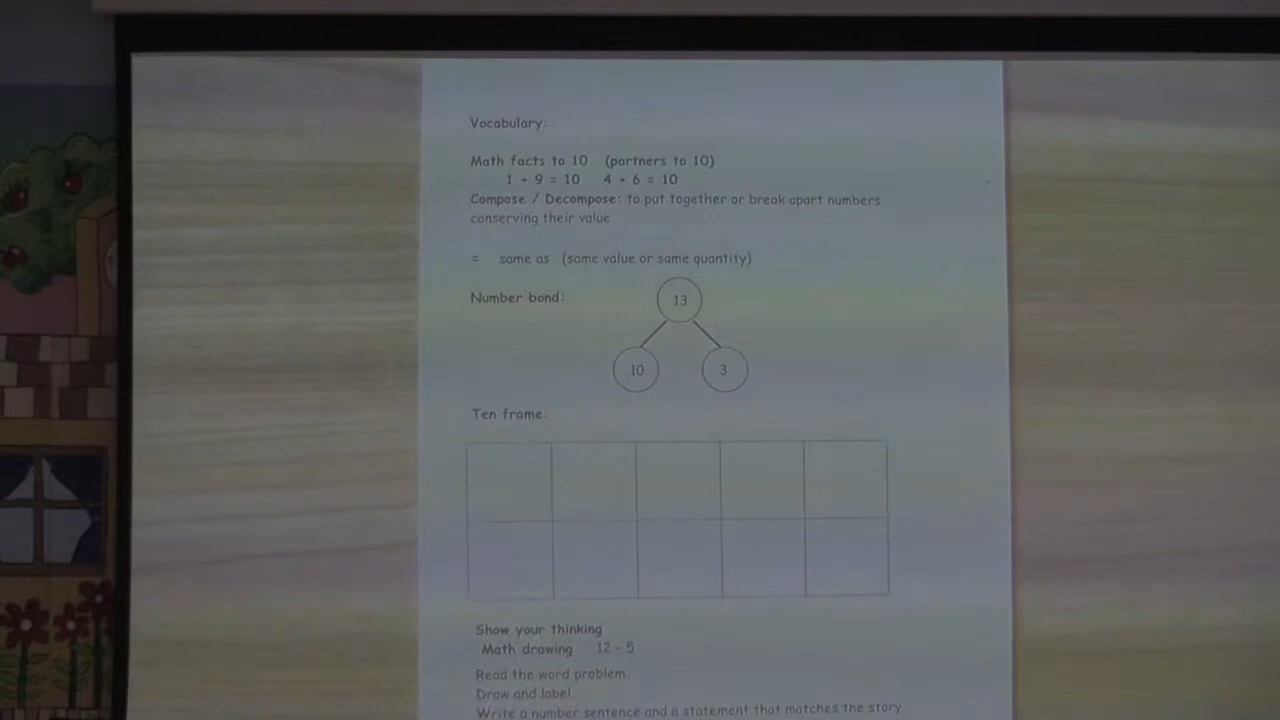 Vocabulary:
Math facts to 10 (partners to 10)
1 + 9 = 10 4 + 6 = 10
Compose / Decompose: to put together or break apart numbers
conserving their value
= same as (same value or same quantity)
Number bond:
13
10 3
Ten frame:
Show your thinking
Math drawing 12 - 5
Read the word problem.
Draw and label.
Write a number sentence and a statement that matches the story